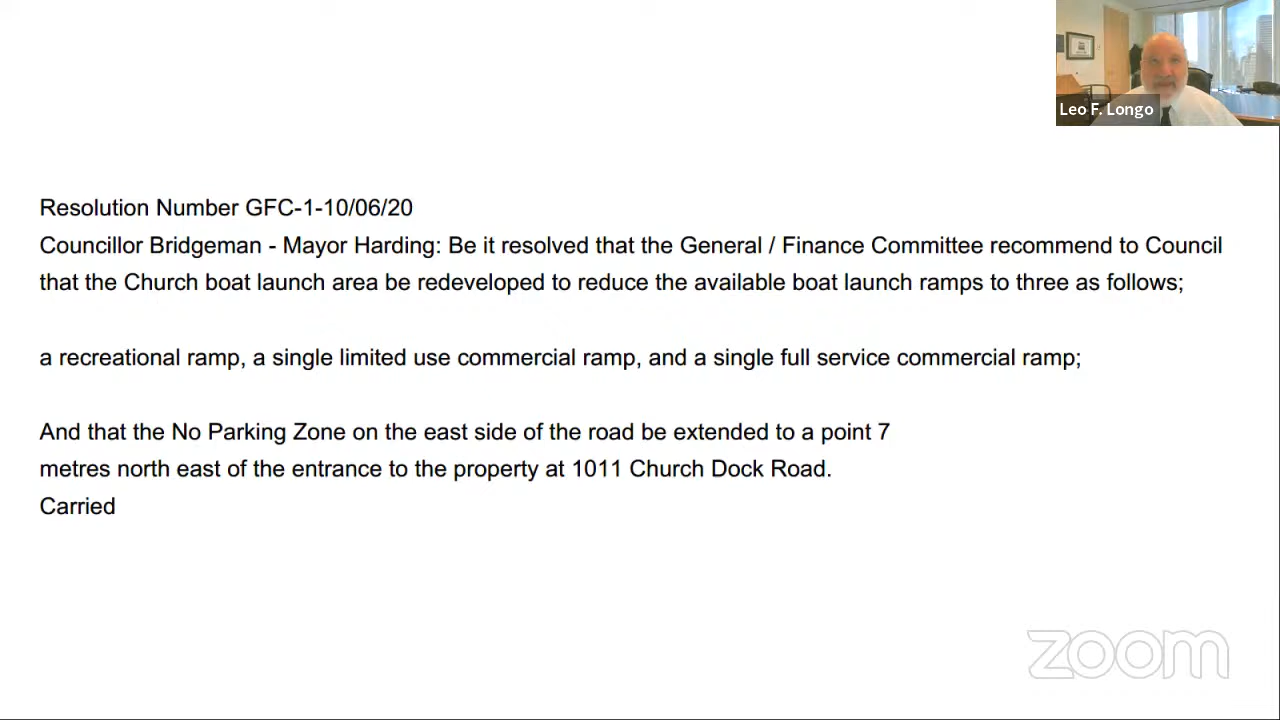 Leo F. Longo
Resolution Number GFC-1-10/06/20
Councillor Bridgeman - Mayor Harding: Be it resolved that the General / Finance Committee recommend to Council
that the Church boat launch area be redeveloped to reduce the available boat launch ramps to three as follows;
a recreational ramp, a single limited use commercial ramp, and a single full service commercial ramp;
And that the No Parking Zone on the east side of the road be extended to a point 7
metres north east of the entrance to the property at 1011 Church Dock Road.
Carried
zoom